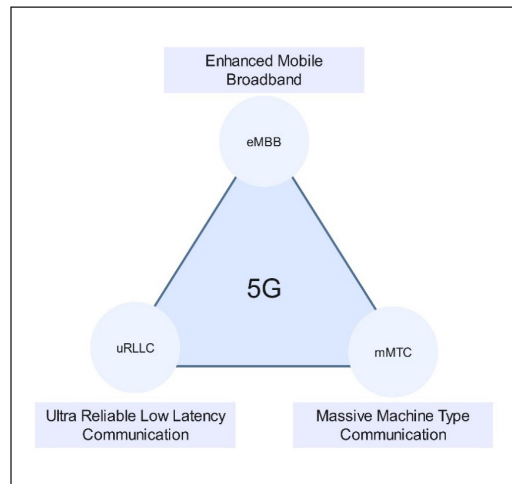 Enhanced Mobile
Broadband
eMBB
5G
uRLLC
mMTC
Ultra Reliable Low Latency
Communication
Massive Machine Type
Communication